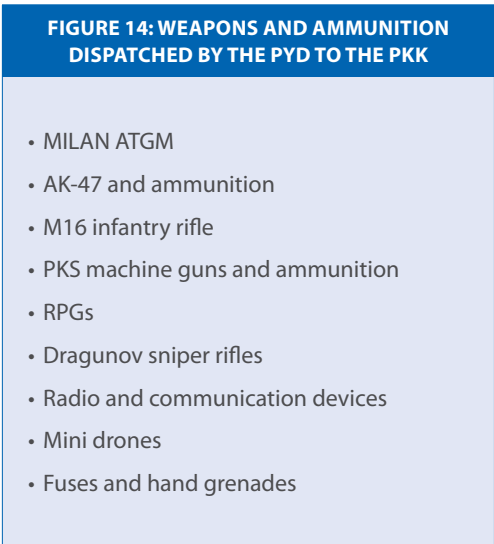 FIGURE 14: WEAPONS AND AMMUNITION
DISPATCHED BY THE PYD TO THE PKK
• MILAN ATGM
• AK-47 and ammunition
• M16 infantry rifle
• PKS machine guns and ammunition
• RPGs
• Dragunov sniper rifles
• Radio and communication devices
• Mini drones
• Fuses and hand grenades